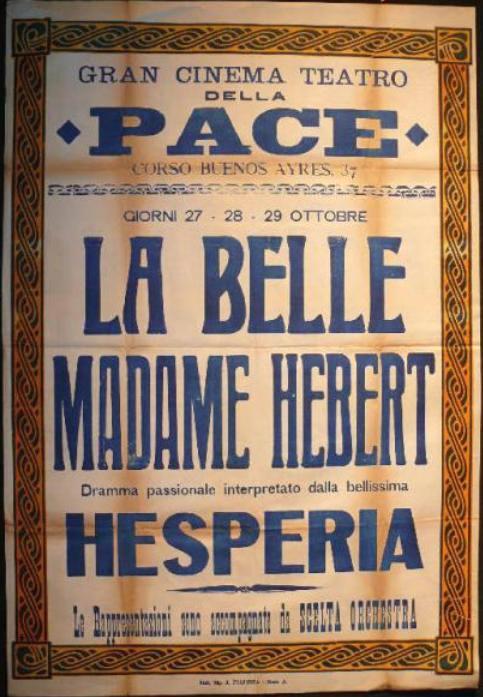 GRAN CINEMA TEATRO
DELLA
PACE
CORSO BUENOS AYRES, 37
GIORNI 27 - 28 - 29 OTTOBRE
LA BELLE
MADAME HEBERT
Dramma passionale interpretato dalla bellissima
HESPERIA
Le Rappresentazioni sono accompagnate da SCELTA ORCHESTRA